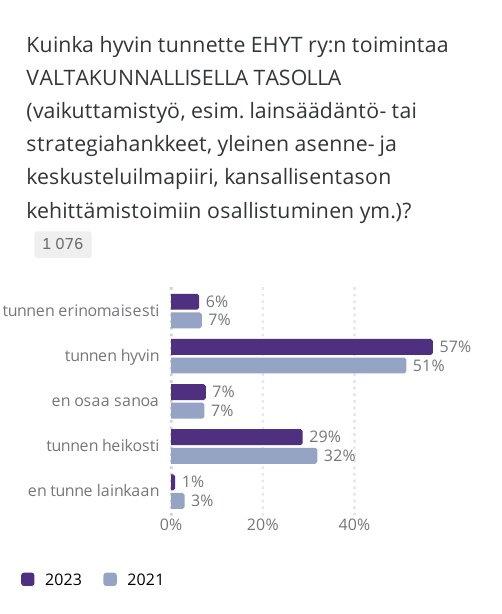 Kuinka hyvin tunnette EHYT ry:n toimintaa
VALTAKUNNALLISELLA TASOLLA
(vaikuttamistyö, esim. lainsäädäntö- tai
strategiahankkeet, yleinen asenne- ja
keskusteluilmapiiri, kansallisentason
kehittämistoimiin osallistuminen ym.)?
1 076
tunnen erinomaisesti 6%
7%
tunnen hyvin 57%
51%
en osaa sanoa 7%
7%
tunnen heikosti 29%
32%
en tunne lainkaan 1%
3%
0% 20% 40%
2023 2021